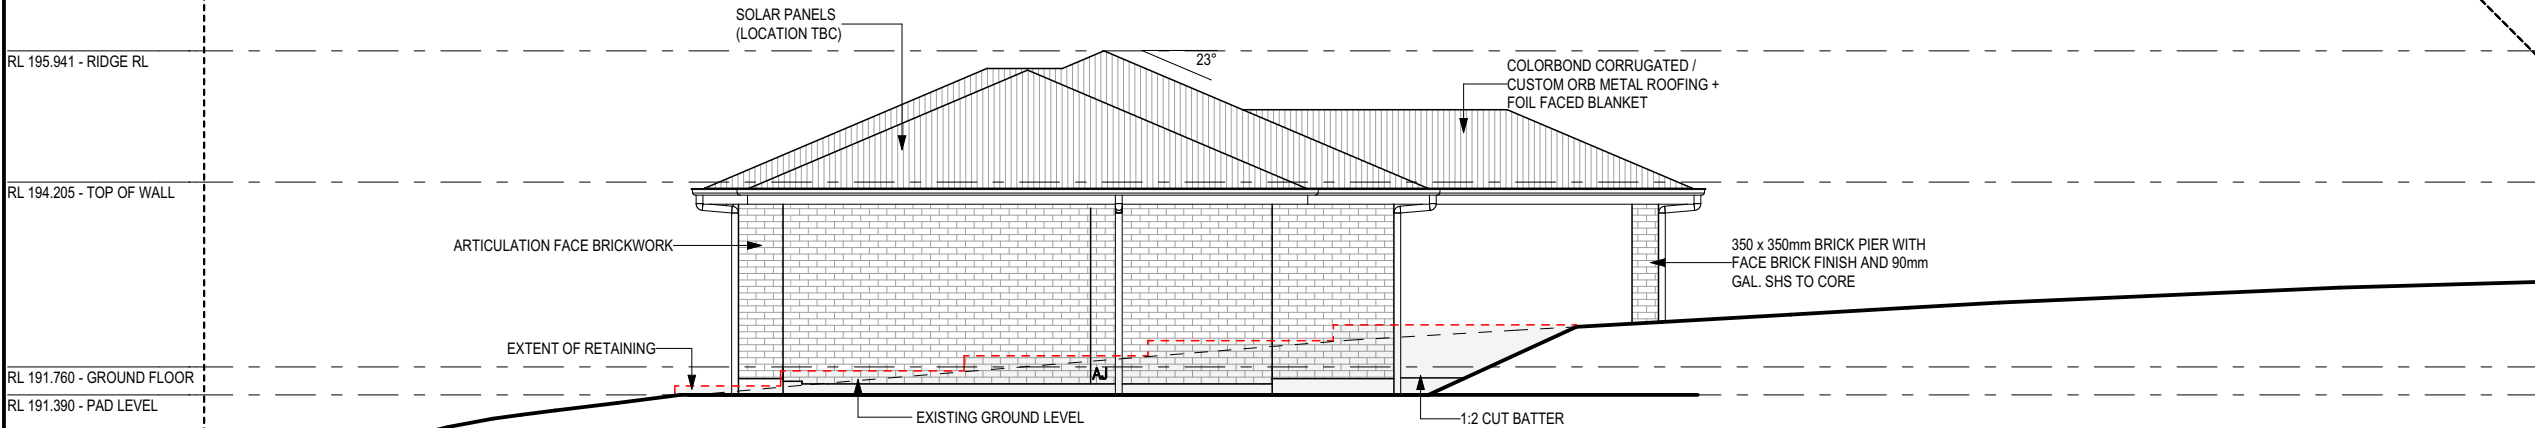 SOLAR PANELS
(LOCATION TBC)
RL 195.941 - RIDGE RL
23°
COLORBOND CORRUGATED /
CUSTOM ORB METAL ROOFING +
FOIL FACED BLANKET
RL 194.205 - TOP OF WALL
ARTICULATION FACE BRICKWORK
350 x 350mm BRICK PIER WITH
FACE BRICK FINISH AND 90mm
GAL. SHS TO CORE
EXTENT OF RETAINING
RL 191.760 - GROUND FLOOR
AJ
RL 191.390 - PAD LEVEL
EXISTING GROUND LEVEL
1:2 CUT BATTER